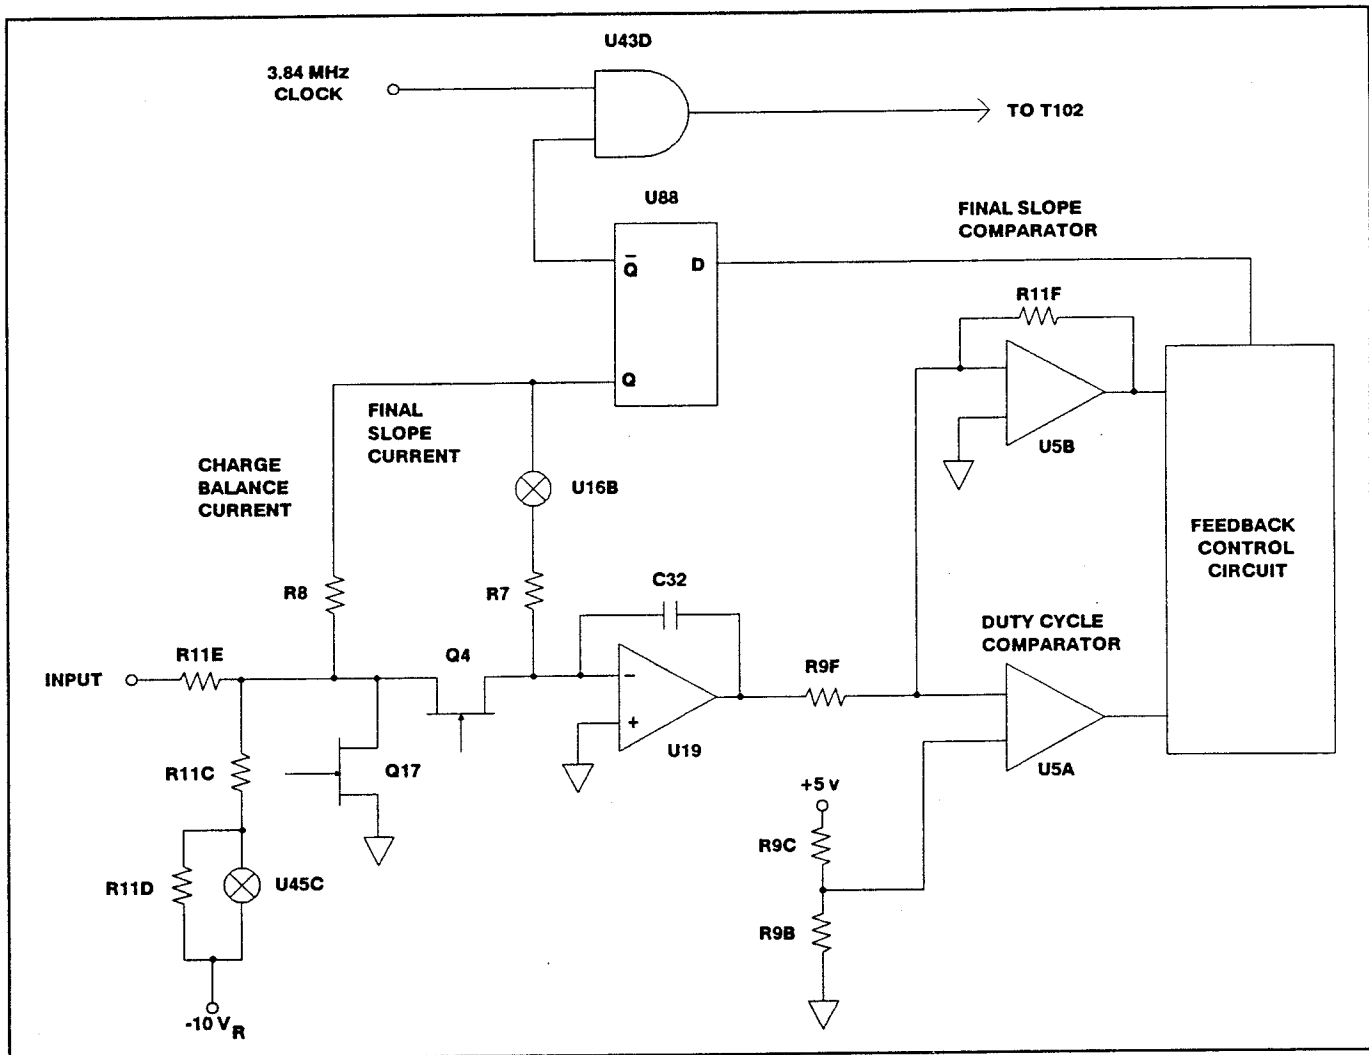 U43D
3.84 MHz
CLOCK
TO T102
U88
FINAL SLOPE
COMPARATOR
Q̅
D
R11F
Q
FINAL
SLOPE
CURRENT
U5B
CHARGE
BALANCE
CURRENT
U16B
FEEDBACK
CONTROL
CIRCUIT
R8
R7
C32
DUTY CYCLE
COMPARATOR
INPUT
R11E
Q4
R9F
−
+
U19
R11C
Q17
U5A
+5 v
R9C
R11D
U45C
R9B
-10 VR